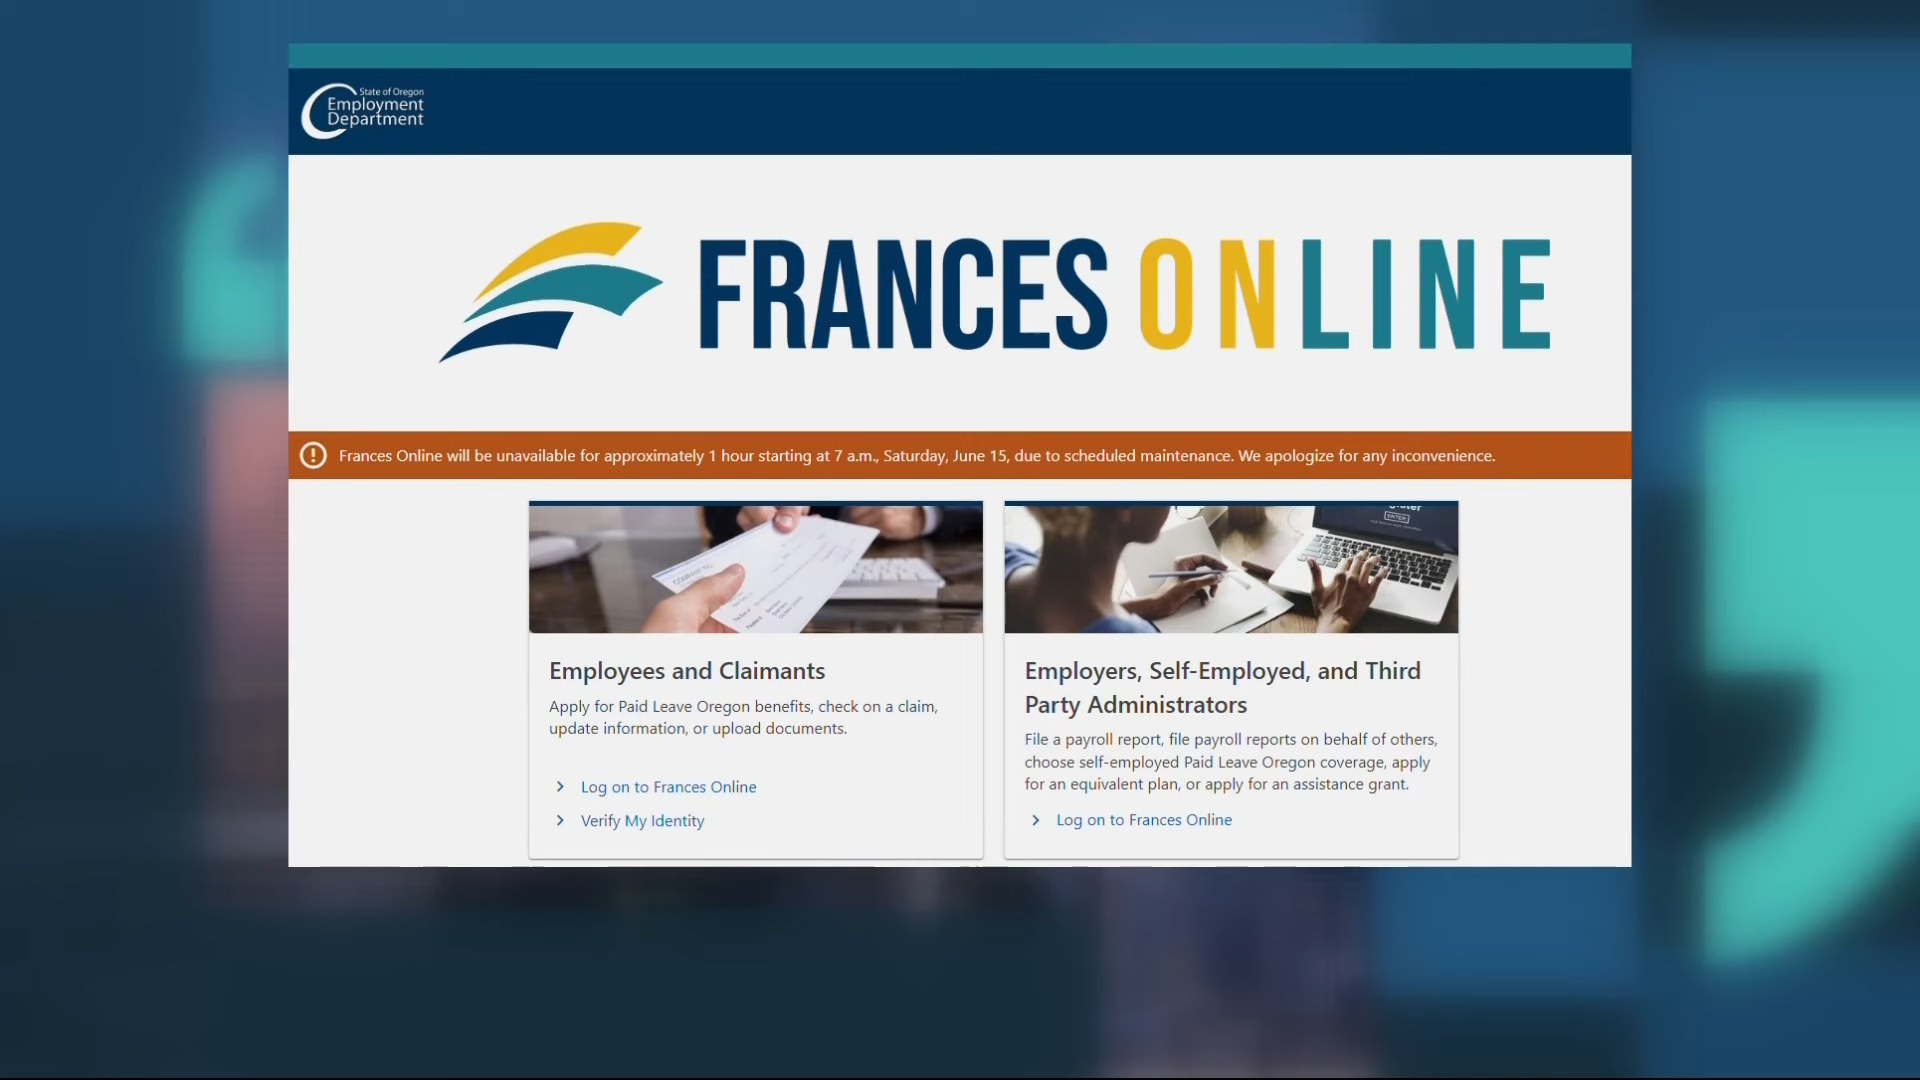 State of Oregon
Employment
Department
FRANCES ONLINE
Frances Online will be unavailable for approximately 1 hour starting at 7 a.m., Saturday, June 15, due to scheduled maintenance. We apologize for any inconvenience.
ENTER
Employees and Claimants
Apply for Paid Leave Oregon benefits, check on a claim,
update information, or upload documents.
Log on to Frances Online
Verify My Identity
Employers, Self-Employed, and Third
Party Administrators
File a payroll report, file payroll reports on behalf of others,
choose self-employed Paid Leave Oregon coverage, apply
for an equivalent plan, or apply for an assistance grant.
Log on to Frances Online